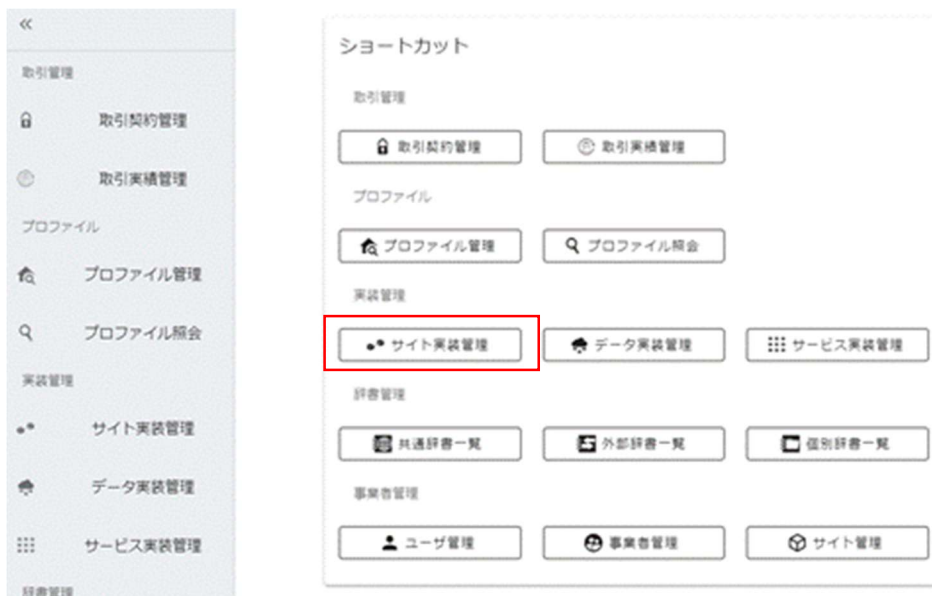 «
取引管理
取引契約管理
取引実績管理
プロファイル
プロファイル管理
プロファイル照会
実装管理
サイト実装管理
データ実装管理
サービス実装管理
辞書管理
ショートカット
取引管理
取引契約管理 取引実績管理
プロファイル
プロファイル管理 プロファイル照会
実装管理
サイト実装管理 データ実装管理 サービス実装管理
辞書管理
共通辞書一覧 外部辞書一覧 個別辞書一覧
事業者管理
ユーザ管理 事業者管理 サイト管理